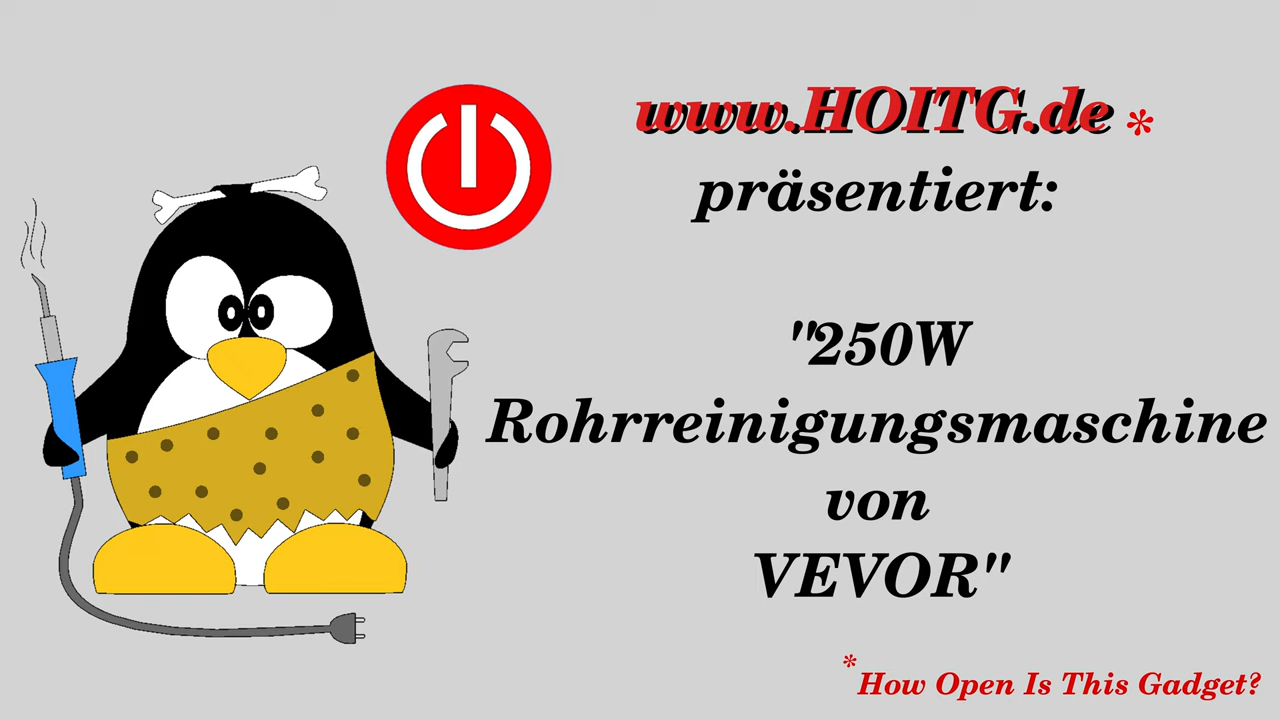 www.HOITG.de *
präsentiert:
"250W
Rohrreinigungsmaschine
von
VEVOR"
*How Open Is This Gadget?